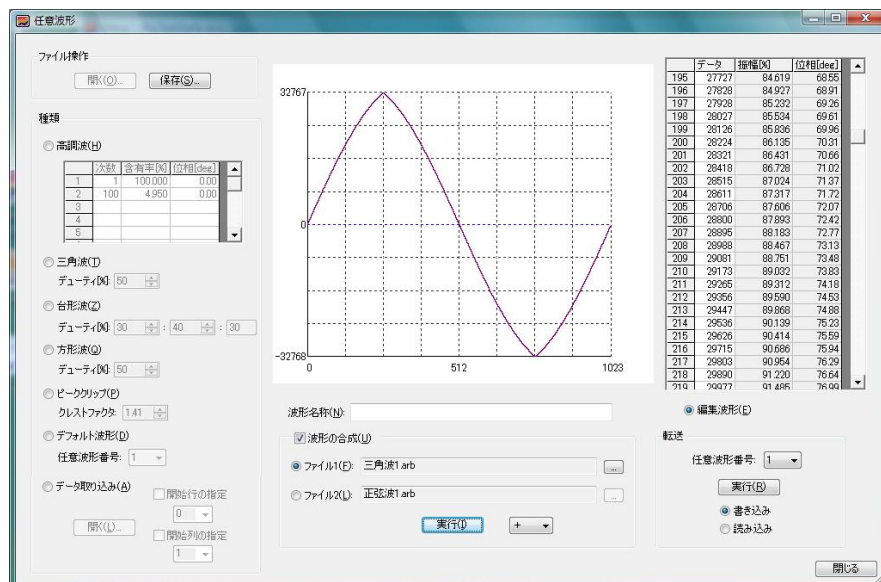 任意波形
ファイル操作
開く(O)... 保存(S)...
種類
高調波(H)
次数 含有率[%] 位相[deg]
1 1 100.000 0.00
2 100 4.950 0.00
3
4
5
三角波(T)
デューティ[%]: 50
台形波(Z)
デューティ[%]: 30 : 40 : 30
方形波(Q)
デューティ[%]: 50
ピーククリップ(P)
クレストファクタ: 1.41
デフォルト波形(D)
任意波形番号: 1
データ取り込み(A)
開始行の指定
0
開く(L)...
開始列の指定
1
32767
0
-32768
0 512 1023
波形名称(N):
波形の合成(U)
ファイル1(F): 三角波1.arb ...
ファイル2(L): 正弦波1.arb ...
実行(I) +
データ 振幅[%] 位相[deg]
195 27727 84.619 68.55
196 27828 84.927 68.91
197 27928 85.232 69.26
198 28027 85.534 69.61
199 28126 85.836 69.96
200 28224 86.135 70.31
201 28321 86.431 70.66
202 28418 86.728 71.02
203 28515 87.024 71.37
204 28611 87.317 71.72
205 28706 87.606 72.07
206 28800 87.893 72.42
207 28895 88.183 72.77
208 28988 88.467 73.13
209 29081 88.751 73.48
210 29173 89.032 73.83
211 29265 89.312 74.18
212 29356 89.590 74.53
213 29447 89.868 74.88
214 29536 90.139 75.23
215 29626 90.414 75.59
216 29715 90.686 75.94
217 29803 90.954 76.29
218 29890 91.220 76.64
219 29977 91.485 76.99
編集波形(E)
転送
任意波形番号: 1
実行(R)
書き込み
読み込み
閉じる